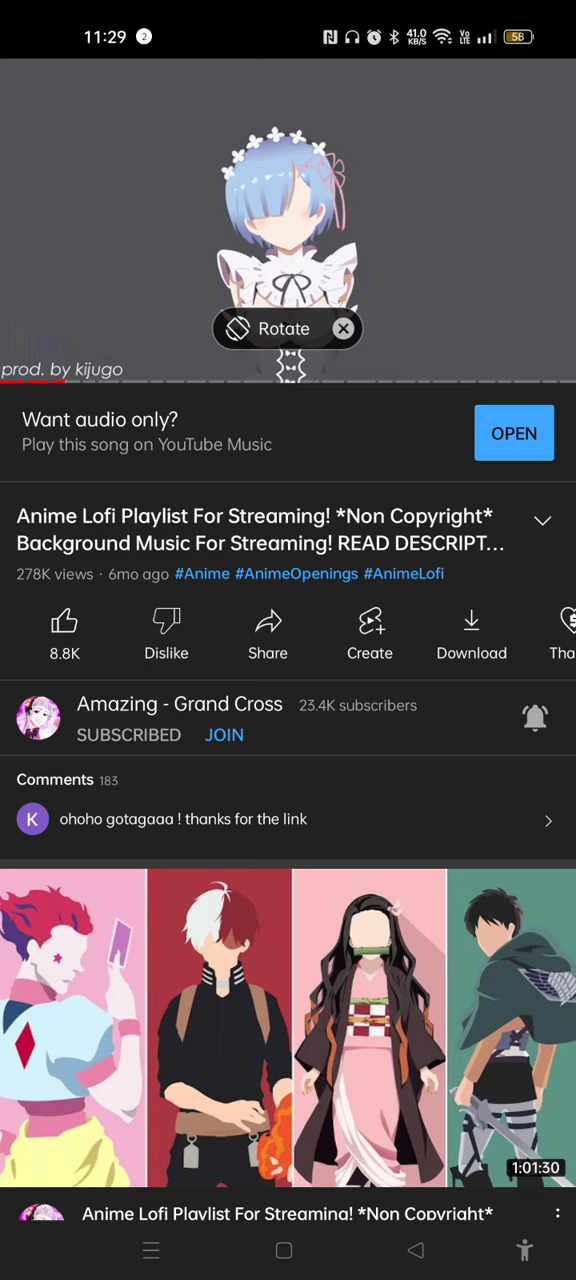 11:29 2 41.0 KB/S Vo LTE 58
Rotate
prod. by kijugo
Want audio only?
Play this song on YouTube Music
OPEN
Anime Lofi Playlist For Streaming! *Non Copyright*
Background Music For Streaming! READ DESCRIPT...
278K views · 6mo ago #Anime #AnimeOpenings #AnimeLofi
8.8K Dislike Share Create Download Tha
Amazing - Grand Cross 23.4K subscribers
SUBSCRIBED JOIN
Comments 183
K ohoho gotagaaa ! thanks for the link
1:01:30
Anime Lofi Playlist For Streaming! *Non Copyright*